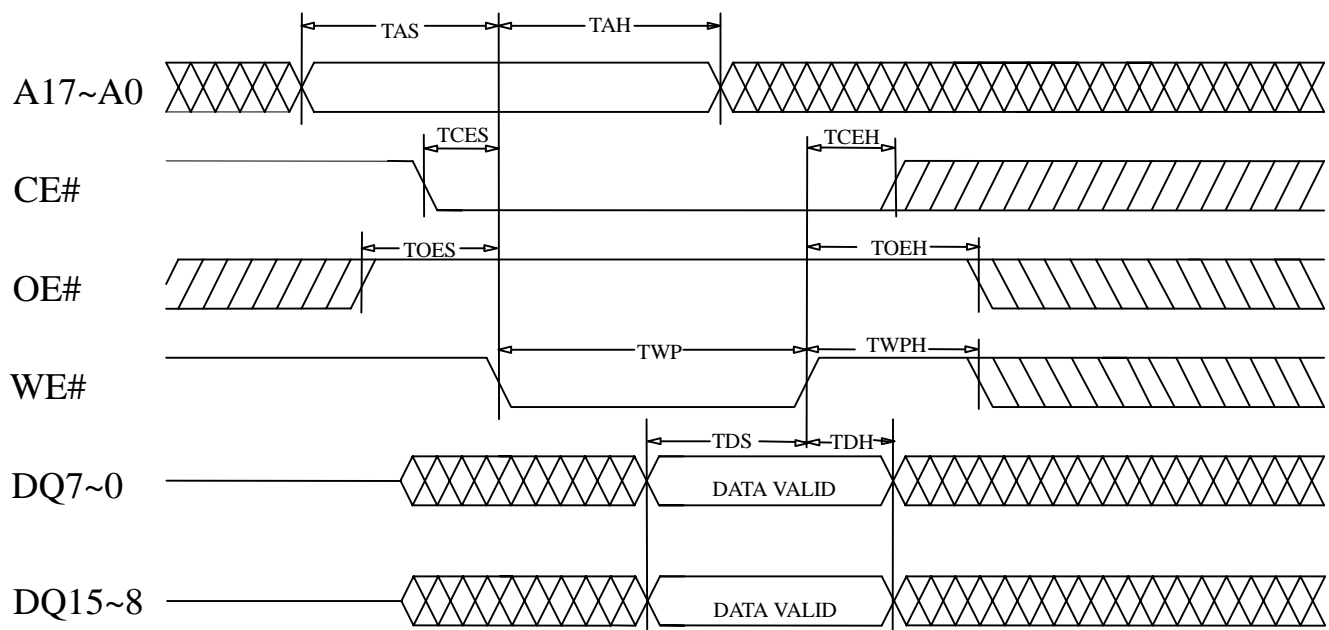 TAS TAH
A17~A0
TCES TCEH
CE#
TOES TOEH
OE#
TWP TWPH
WE#
TDS TDH
DQ7~0 DATA VALID
DQ15~8 DATA VALID